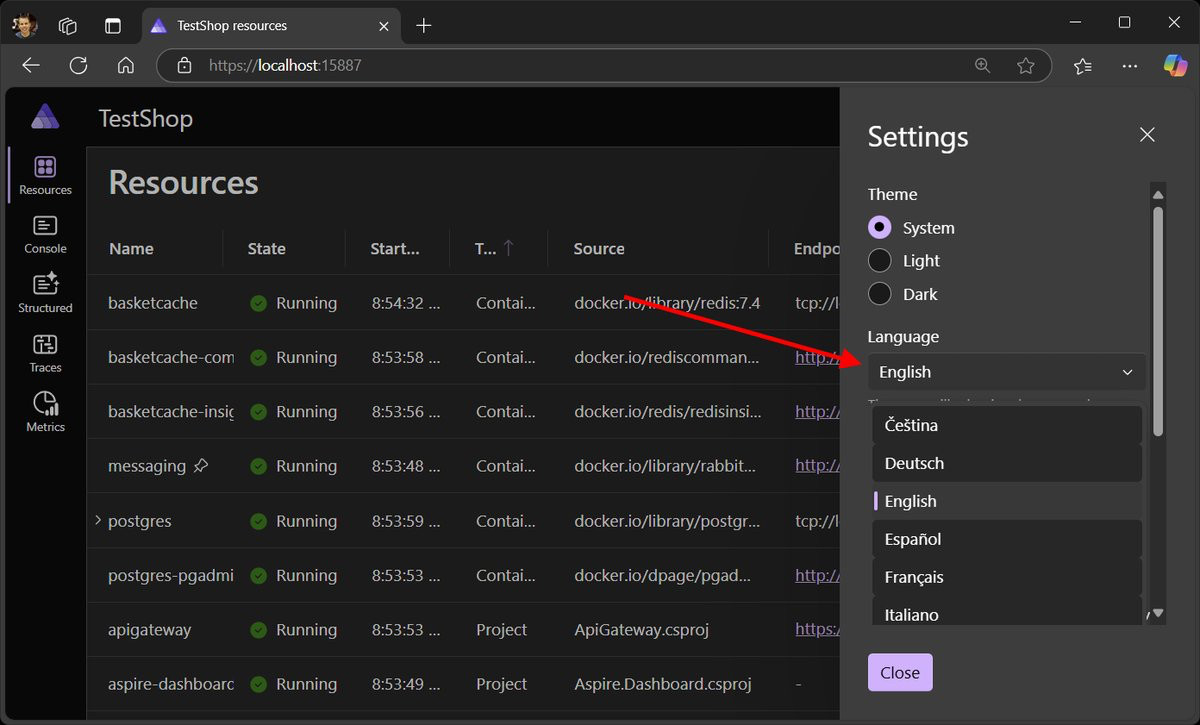 TestShop resources
https://localhost:15887
TestShop
Resources
Console
Structured
Traces
Metrics
Resources
Name State Start... T... Source Endpo
basketcache Running 8:54:32 ... Contai... docker.io/library/redis:7.4 tcp://l
basketcache-com Running 8:53:58 ... Contai... docker.io/rediscomman... http:/
basketcache-insig Running 8:53:56 ... Contai... docker.io/redis/redisinsi... http:/
messaging Running 8:53:48 ... Contai... docker.io/library/rabbit... http:/
postgres Running 8:53:59 ... Contai... docker.io/library/postgr... tcp://l
postgres-pgadmi Running 8:53:53 ... Contai... docker.io/dpage/pgad... http:/
apigateway Running 8:53:53 ... Project ApiGateway.csproj https:/
aspire-dashboard Running 8:53:49 ... Project Aspire.Dashboard.csproj -
Settings
Theme
System
Light
Dark
Language
English
Čeština
Deutsch
English
Español
Français
Italiano
Close